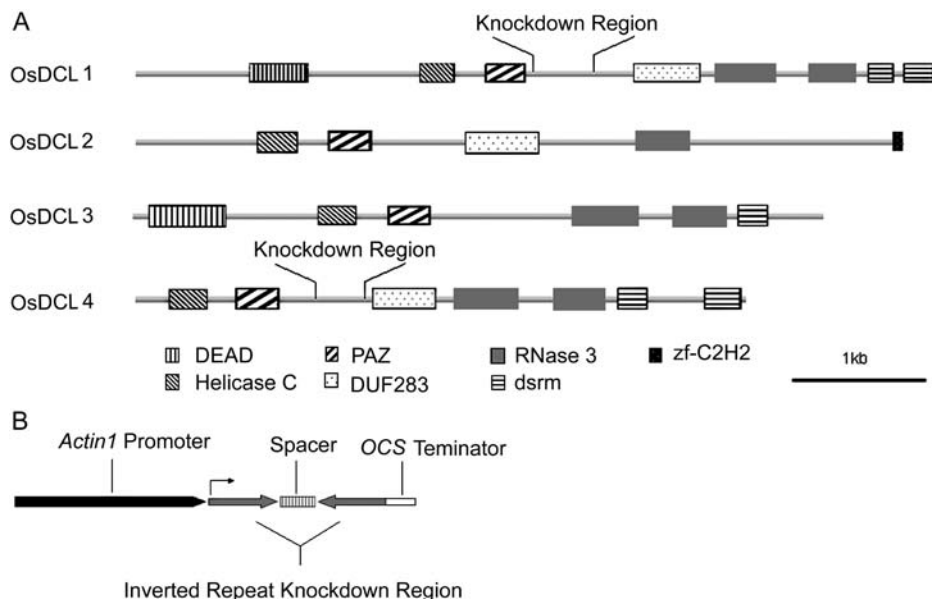 A
Knockdown Region
OsDCL 1
OsDCL 2
OsDCL 3
Knockdown Region
OsDCL 4
DEAD PAZ RNase 3 zf-C2H2
Helicase C DUF283 dsrm
1kb
B
Actin1 Promoter Spacer OCS Teminator
Inverted Repeat Knockdown Region